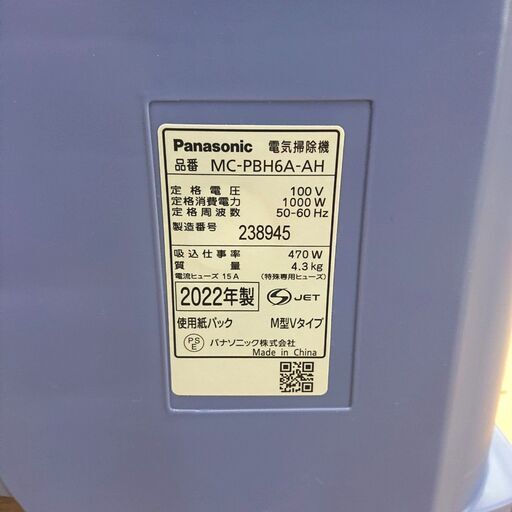 Panasonic 電気掃除機
品番 MC-PBH6A-AH
定格電圧 100 V
定格消費電力 1000 W
定格周波数 50-60 Hz
製造番号 238945
吸込仕事率 470 W
質量 4.3 kg
電流ヒューズ 15 A (特殊専用ヒューズ)
2022年製 S JET
使用紙パック M型Vタイプ
PSE パナソニック株式会社
Made in China